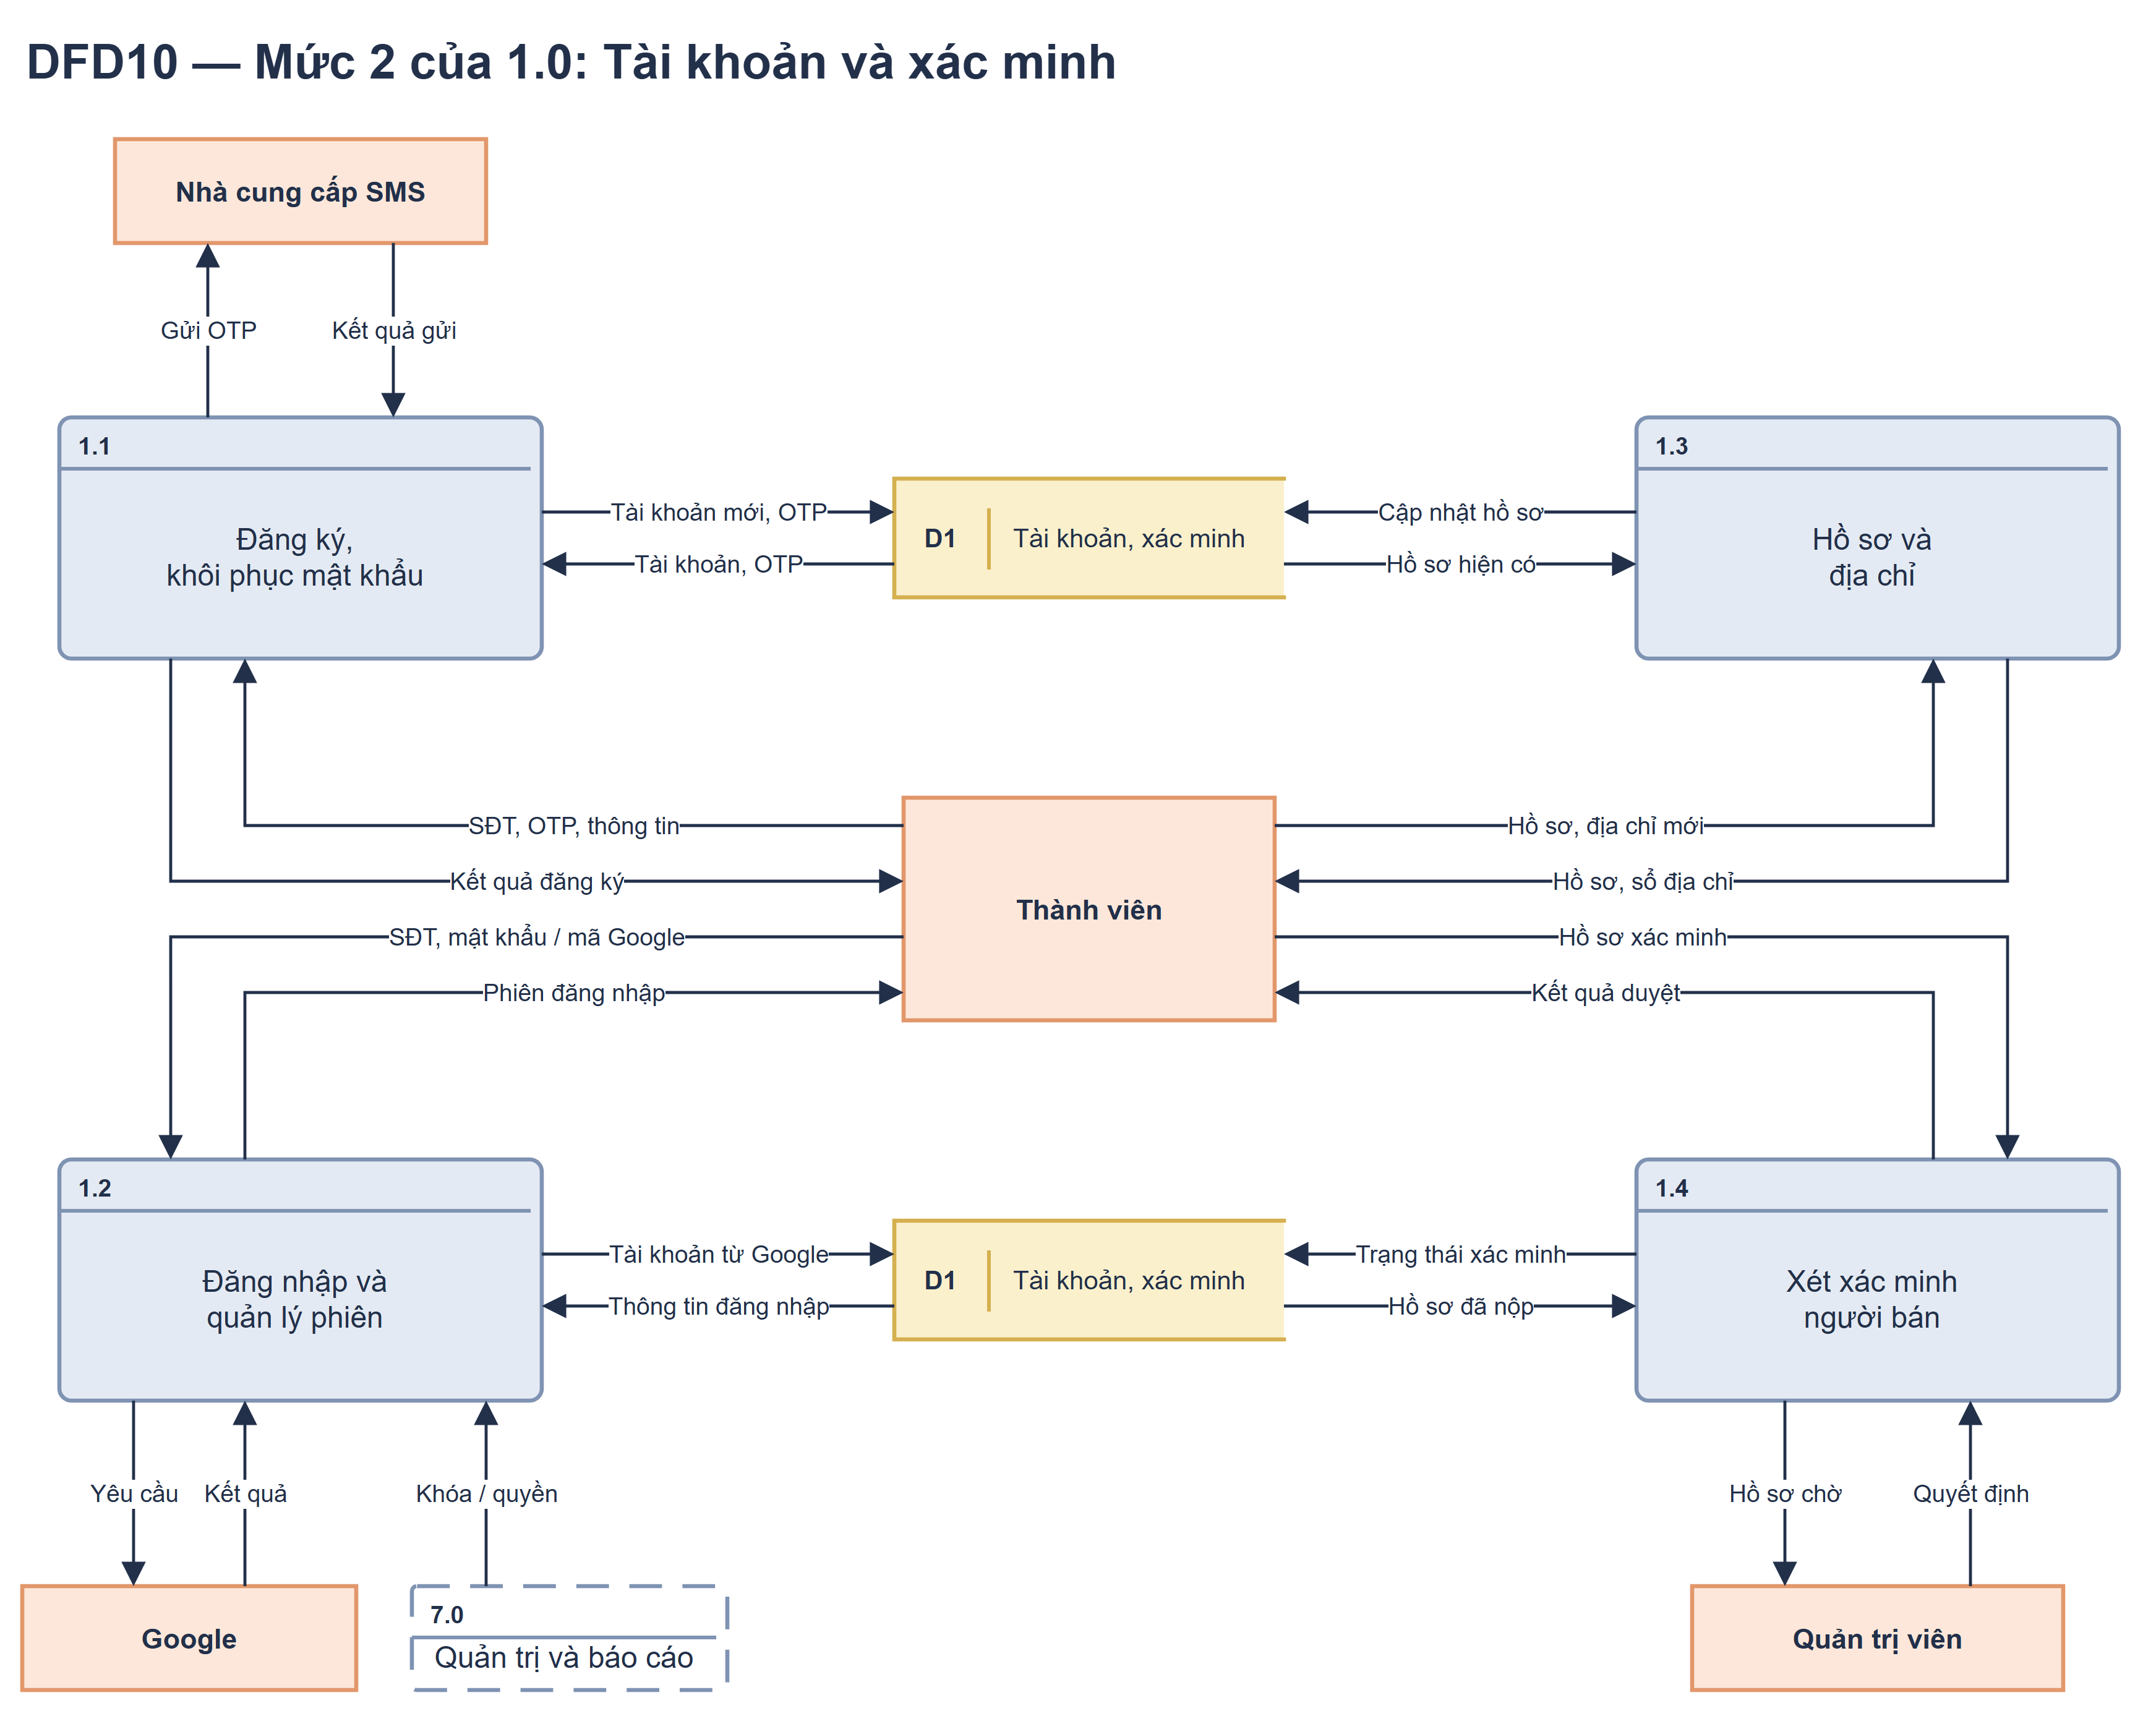 DFD10 — Mức 2 của 1.0: Tài khoản và xác minh
Nhà cung cấp SMS
Gửi OTP
Kết quả gửi
1.1
Đăng ký,
khôi phục mật khẩu
Tài khoản mới, OTP
Tài khoản, OTP
D1
Tài khoản, xác minh
Cập nhật hồ sơ
Hồ sơ hiện có
1.3
Hồ sơ và
địa chỉ
SĐT, OTP, thông tin
Kết quả đăng ký
SĐT, mật khẩu / mã Google
Phiên đăng nhập
Thành viên
Hồ sơ, địa chỉ mới
Hồ sơ, sổ địa chỉ
Hồ sơ xác minh
Kết quả duyệt
1.2
Đăng nhập và
quản lý phiên
Tài khoản từ Google
Thông tin đăng nhập
D1
Tài khoản, xác minh
Trạng thái xác minh
Hồ sơ đã nộp
1.4
Xét xác minh
người bán
Yêu cầu
Kết quả
Khóa / quyền
Hồ sơ chờ
Quyết định
Google
7.0
Quản trị và báo cáo
Quản trị viên